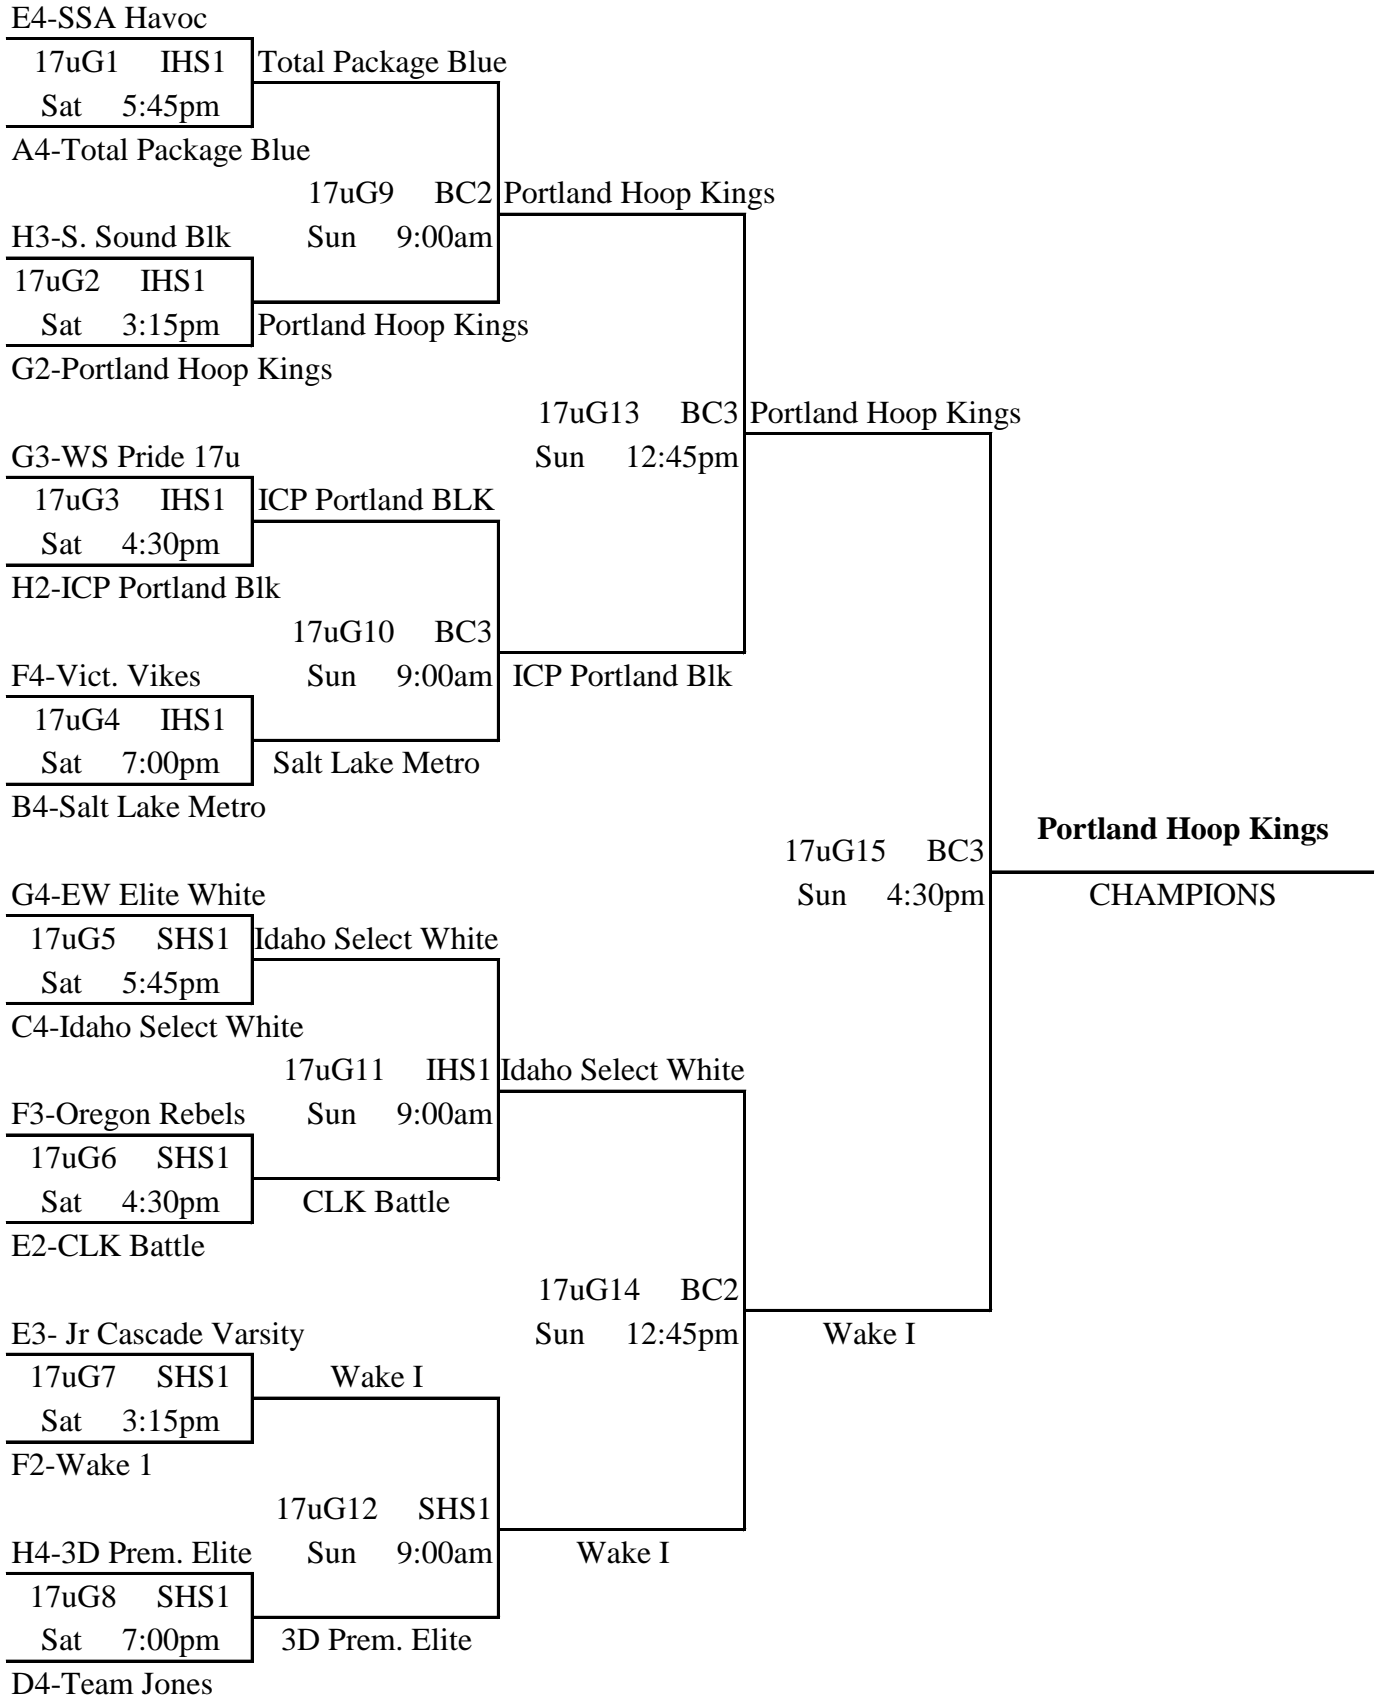 E4-SSA Havoc
17uG1 IHS1 Total Package Blue
Sat 5:45pm
A4-Total Package Blue
17uG9 BC2 Portland Hoop Kings
H3-S. Sound Blk Sun 9:00am
17uG2 IHS1
Sat 3:15pm Portland Hoop Kings
G2-Portland Hoop Kings
17uG13 BC3 Portland Hoop Kings
G3-WS Pride 17u Sun 12:45pm
17uG3 IHS1 ICP Portland BLK
Sat 4:30pm
H2-ICP Portland Blk
17uG10 BC3
F4-Vict. Vikes Sun 9:00am ICP Portland Blk
17uG4 IHS1
Sat 7:00pm Salt Lake Metro
B4-Salt Lake Metro
Portland Hoop Kings
17uG15 BC3
G4-EW Elite White Sun 4:30pm CHAMPIONS
17uG5 SHS1 Idaho Select White
Sat 5:45pm
C4-Idaho Select White
17uG11 IHS1 Idaho Select White
F3-Oregon Rebels Sun 9:00am
17uG6 SHS1
Sat 4:30pm CLK Battle
E2-CLK Battle
17uG14 BC2
E3- Jr Cascade Varsity Sun 12:45pm Wake I
17uG7 SHS1 Wake I
Sat 3:15pm
F2-Wake 1
17uG12 SHS1
H4-3D Prem. Elite Sun 9:00am Wake I
17uG8 SHS1
Sat 7:00pm 3D Prem. Elite
D4-Team Jones